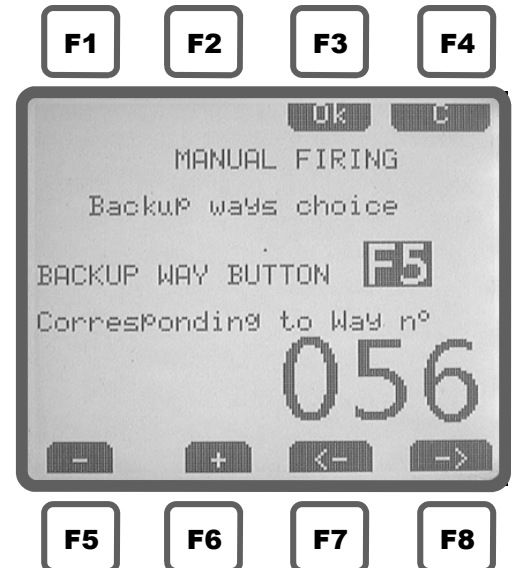 F1 F2 F3 F4
Ok C
MANUAL FIRING
Backup ways choice
BACKUP WAY BUTTON F5
Corresponding to Way n°
056
- + <- ->
F5 F6 F7 F8